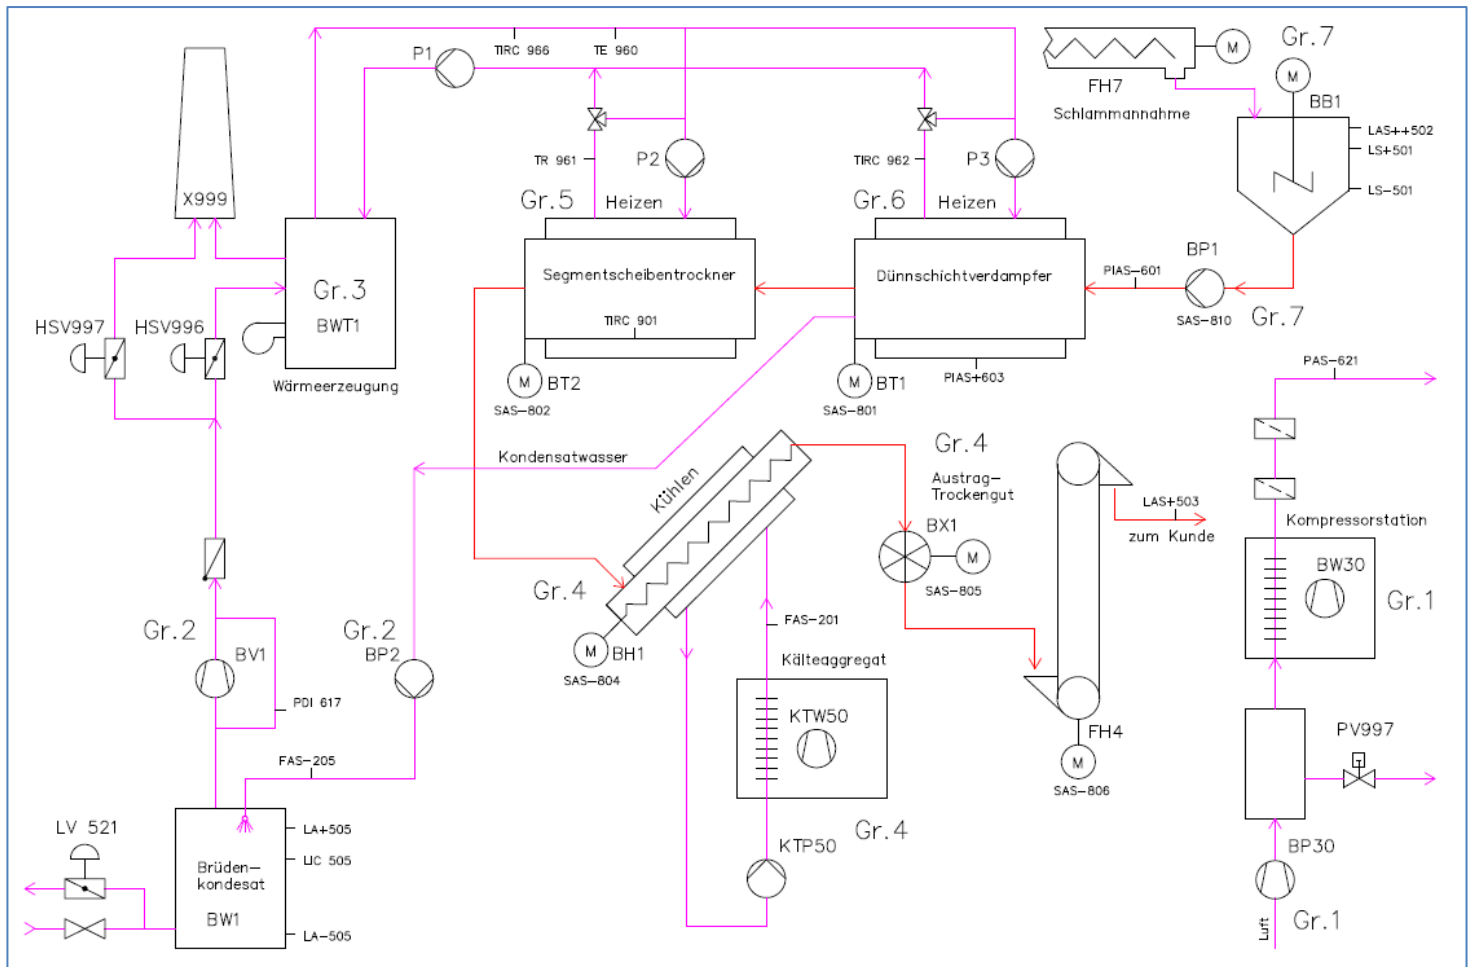 P1
TIRC 966
TE 960
M
Gr.7
FH7
Schlammannahme
M
BB1
LAS++502
LS+501
LS-501
TR 961
P2
TIRC 962
P3
X999
Gr.5
Heizen
Gr.6
Heizen
Segmentscheibentrockner
Dünnschichtverdampfer
BP1
PIAS-601
SAS-810
Gr.7
Gr.3
BWT1
HSV997
HSV996
TIRC 901
Wärmeerzeugung
M
BT2
SAS-802
M
BT1
SAS-801
PIAS+603
PAS-621
Kondensatwasser
Kühlen
Gr.4
Austrag-
Trockengut
LAS+503
zum Kunde
BX1
M
SAS-805
Kompressorstation
BW30
Gr.1
Gr.4
M
BH1
SAS-804
FAS-201
Gr.2
BV1
Gr.2
BP2
Kälteaggregat
PDI 617
KTW50
FH4
M
SAS-806
PV997
FAS-205
LV 521
LA+505
LIC 505
Brüden-
kondesat
BW1
LA-505
Gr.4
KTP50
BP30
Luft
Gr.1